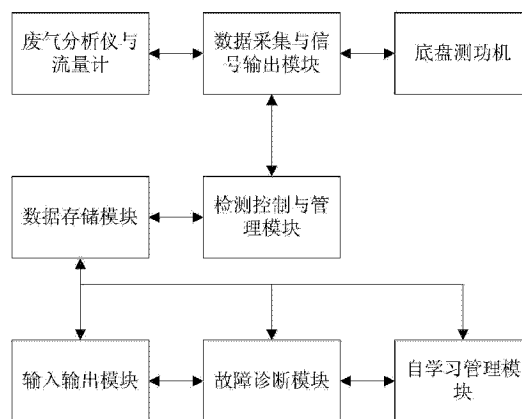 废气分析仪与
流量计
数据采集与信
号输出模块
底盘测功机
数据存储模块
检测控制与管
理模块
输入输出模块
故障诊断模块
自学习管理模
块